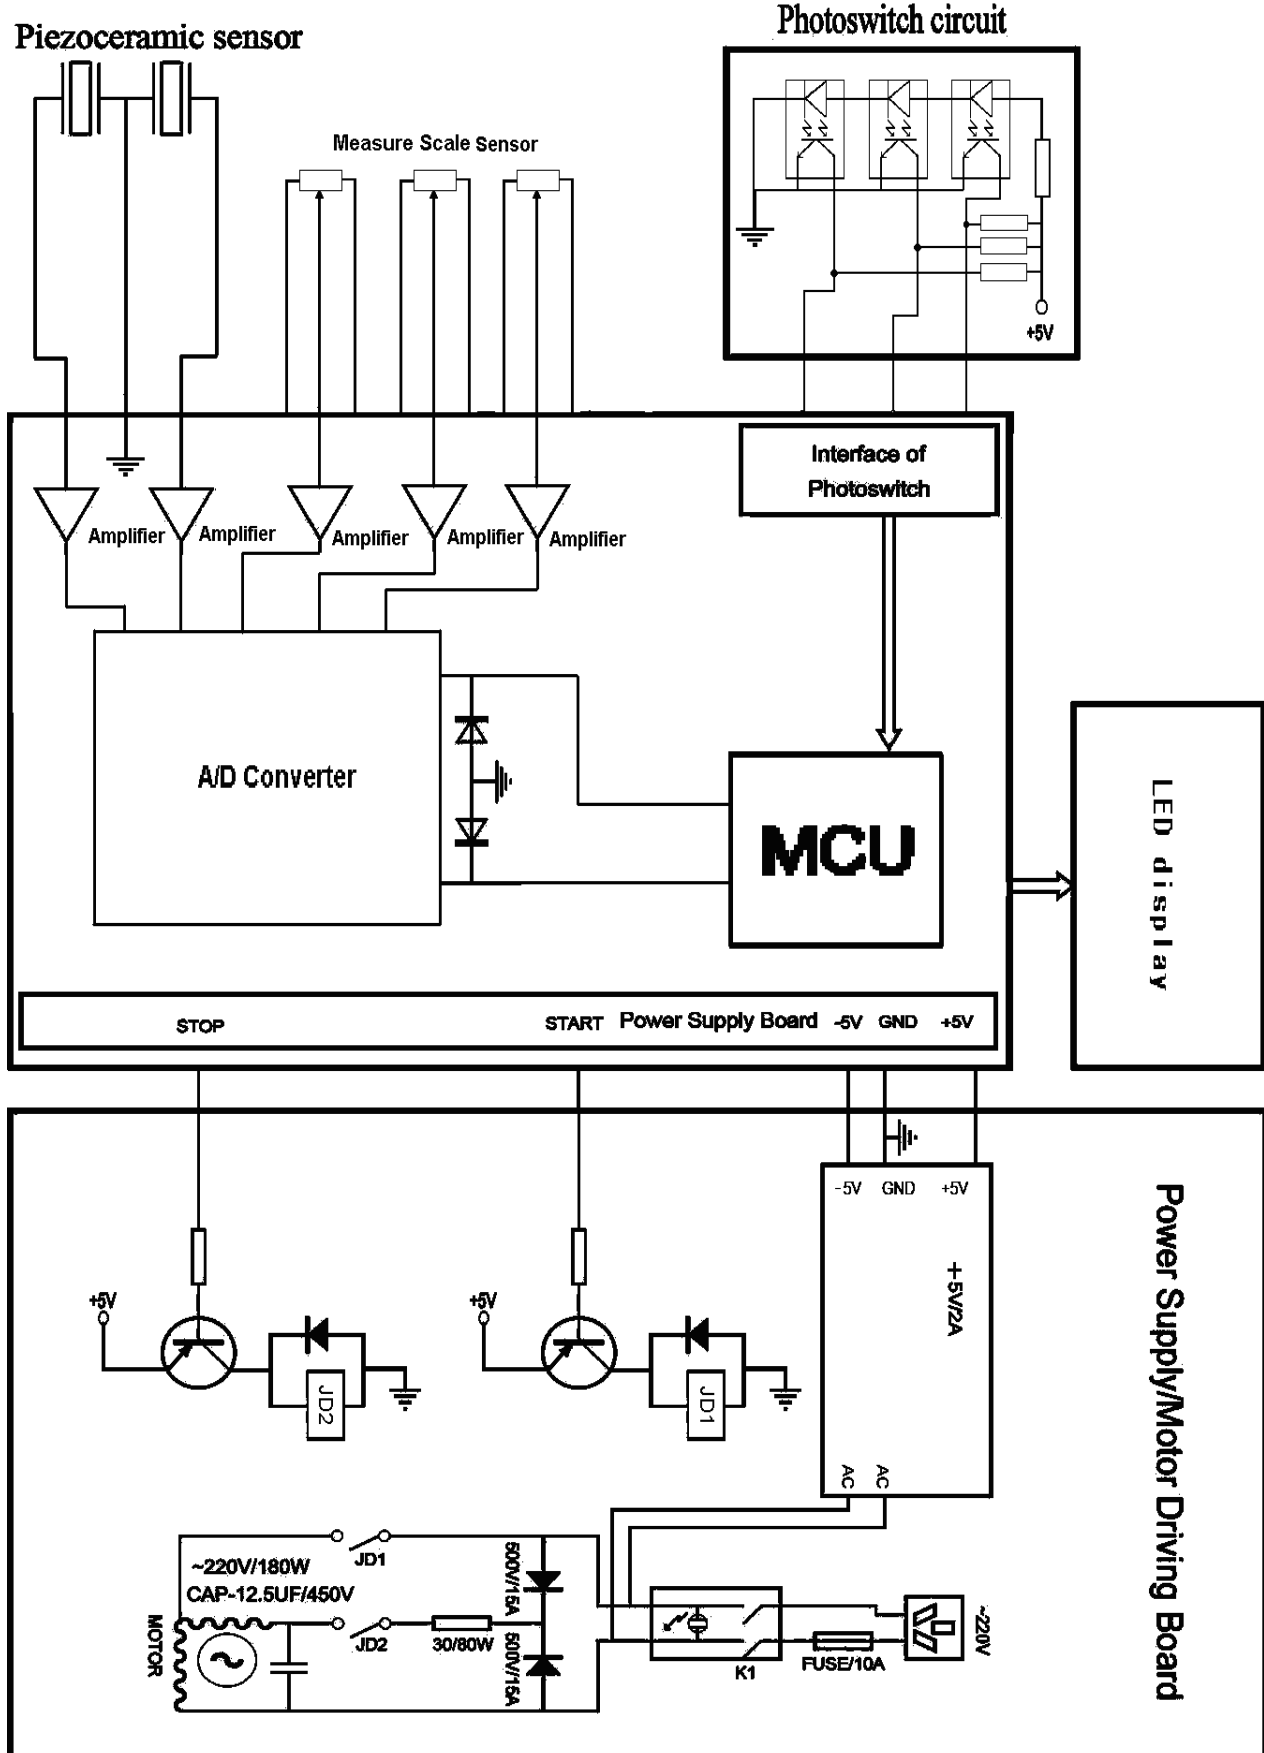 Piezoceramic sensor
Photoswitch circuit
Measure Scale Sensor
+5V
Interface of
Photoswitch
Amplifier
Amplifier
Amplifier
Amplifier
Amplifier
A/D Converter
MCU
LED display
STOP
START
Power Supply Board
-5V
GND
+5V
-5V
GND
+5V
+5V/2A
AC
AC
Power Supply/Motor Driving Board
+5V
JD2
+5V
JD1
~220V/180W
CAP-12.5UF/450V
MOTOR
JD1
JD2
30/80W
500V/15A
500V/15A
K1
FUSE/10A
~220V